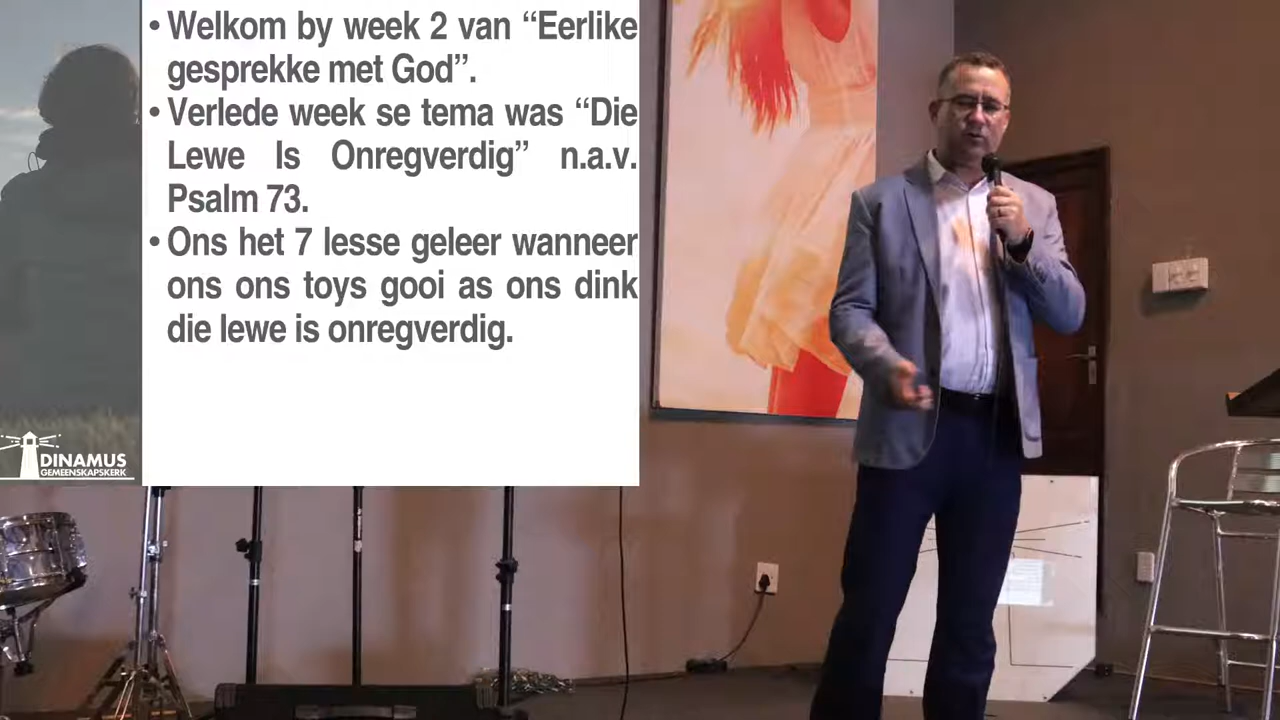 • Welkom by week 2 van “Eerlike
gesprekke met God”.
• Verlede week se tema was “Die
Lewe Is Onregverdig” n.a.v.
Psalm 73.
• Ons het 7 lesse geleer wanneer
ons ons toys gooi as ons dink
die lewe is onregverdig.
DINAMUS
GEMEENSKAPSKERK